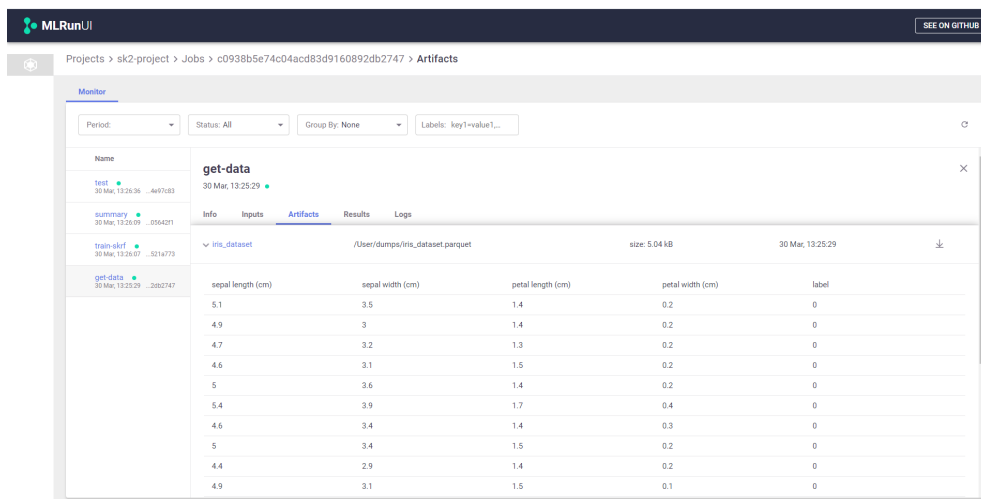 MLRunUI
SEE ON GITHUB
Projects > sk2-project > Jobs > c0938b5e74c04acd83d9160892db2747 > Artifacts
Monitor
Period:
Status: All
Group By: None
Labels: key1=value1,...
Name
test
30 Mar, 13:26:36 ...4e97c83
summary
30 Mar, 13:26:09 ...05642f1
train-skrf
30 Mar, 13:26:07 ...521a773
get-data
30 Mar, 13:25:29 ...2db2747
get-data
30 Mar, 13:25:29
Info Inputs Artifacts Results Logs
iris_dataset /User/dumps/iris_dataset.parquet size: 5.04 kB 30 Mar, 13:25:29
sepal length (cm) sepal width (cm) petal length (cm) petal width (cm) label
5.1 3.5 1.4 0.2 0
4.9 3 1.4 0.2 0
4.7 3.2 1.3 0.2 0
4.6 3.1 1.5 0.2 0
5 3.6 1.4 0.2 0
5.4 3.9 1.7 0.4 0
4.6 3.4 1.4 0.3 0
5 3.4 1.5 0.2 0
4.4 2.9 1.4 0.2 0
4.9 3.1 1.5 0.1 0